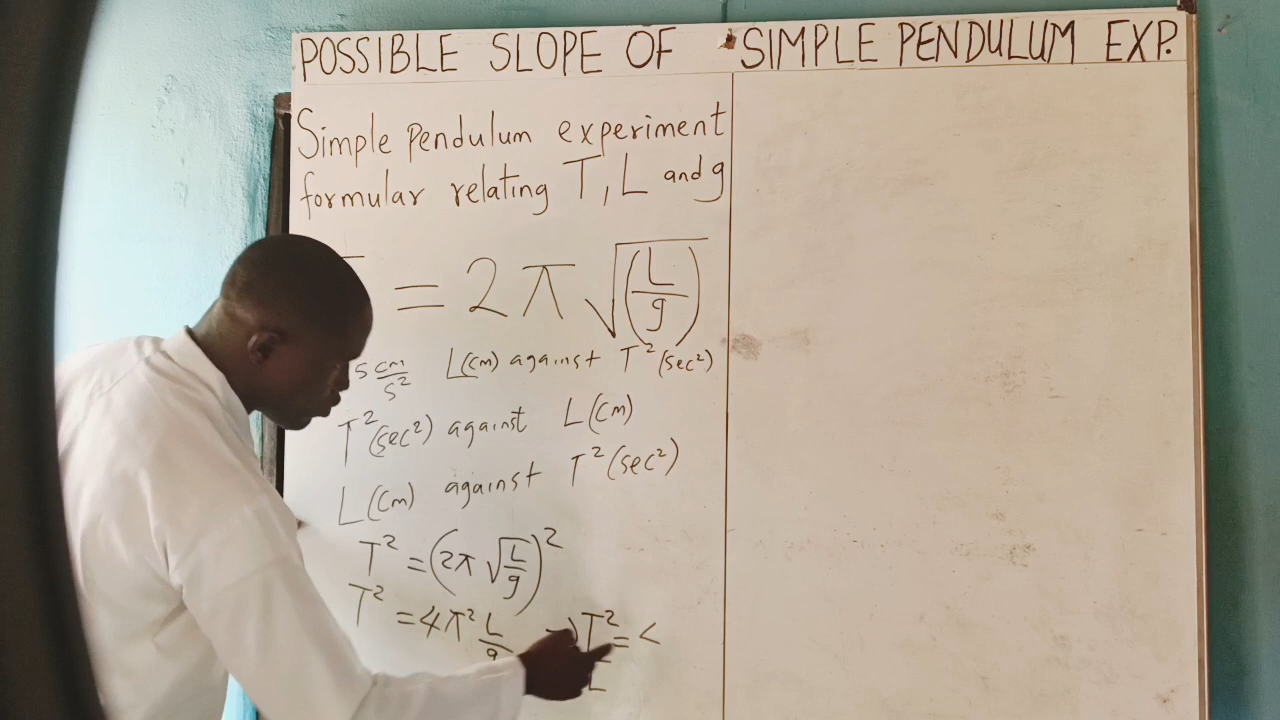 POSSIBLE SLOPE OF SIMPLE PENDULUM EXP.
Simple pendulum experiment
formular relating T, L and g
= 2π √(L/g)
5 cm/s² L(cm) against T²(sec²)
T²(sec²) against L(cm)
L(cm) against T²(sec²)
T² = (2π √L/g)²
T² = 4π² L/g T²/L =